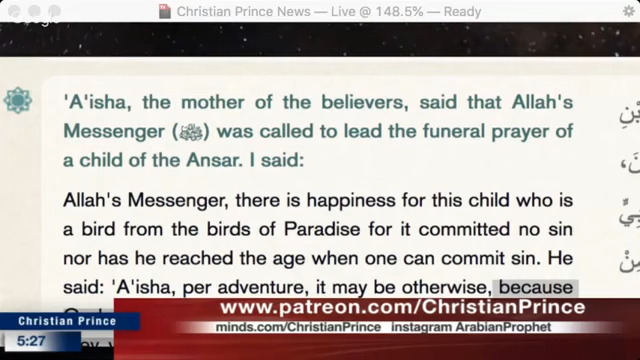 Christian Prince News — Live @ 148.5% — Ready
'A'isha, the mother of the believers, said that Allah's
Messenger (ﷺ) was called to lead the funeral prayer of
a child of the Ansar. I said:
Allah's Messenger, there is happiness for this child who is
a bird from the birds of Paradise for it committed no sin
nor has he reached the age when one can commit sin. He
said: 'A'isha, per adventure, it may be otherwise, because
www.patreon.com/ChristianPrince
Christian Prince
minds.com/ChristianPrince instagram ArabianProphet
5:27